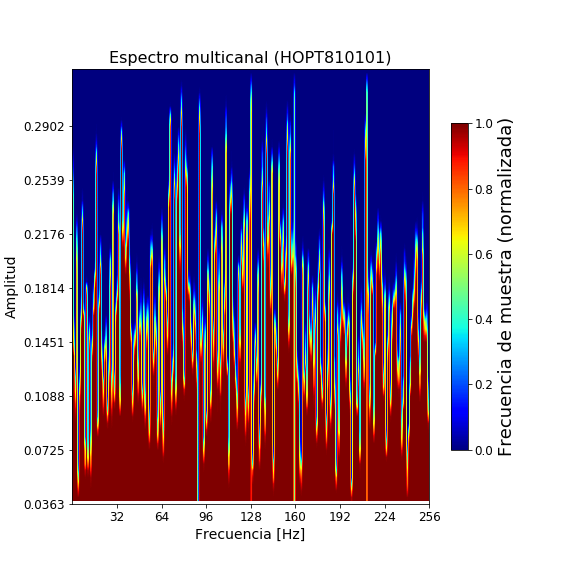 Espectro multicanal (HOPT810101)
Amplitud
0.2902
0.2539
0.2176
0.1814
0.1451
0.1088
0.0725
0.0363
32 64 96 128 160 192 224 256
Frecuencia [Hz]
1.0
0.8
0.6
0.4
0.2
0.0
Frecuencia de muestra (normalizada)